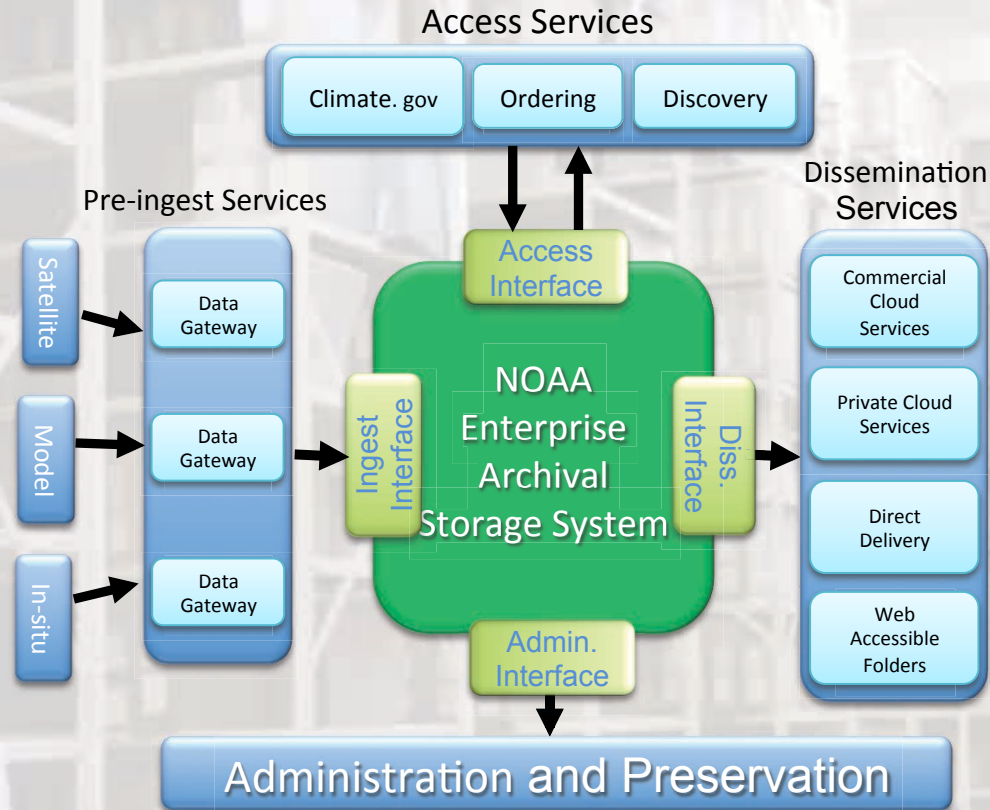 Access Services
Climate. gov
Ordering
Discovery
Pre-ingest Services
Satellite
Model
In-situ
Data
Gateway
Data
Gateway
Data
Gateway
Access
Interface
Ingest
Interface
NOAA
Enterprise
Archival
Storage System
Diss.
Interface
Admin.
Interface
Dissemination
Services
Commercial
Cloud
Services
Private Cloud
Services
Direct
Delivery
Web
Accessible
Folders
Administration and Preservation